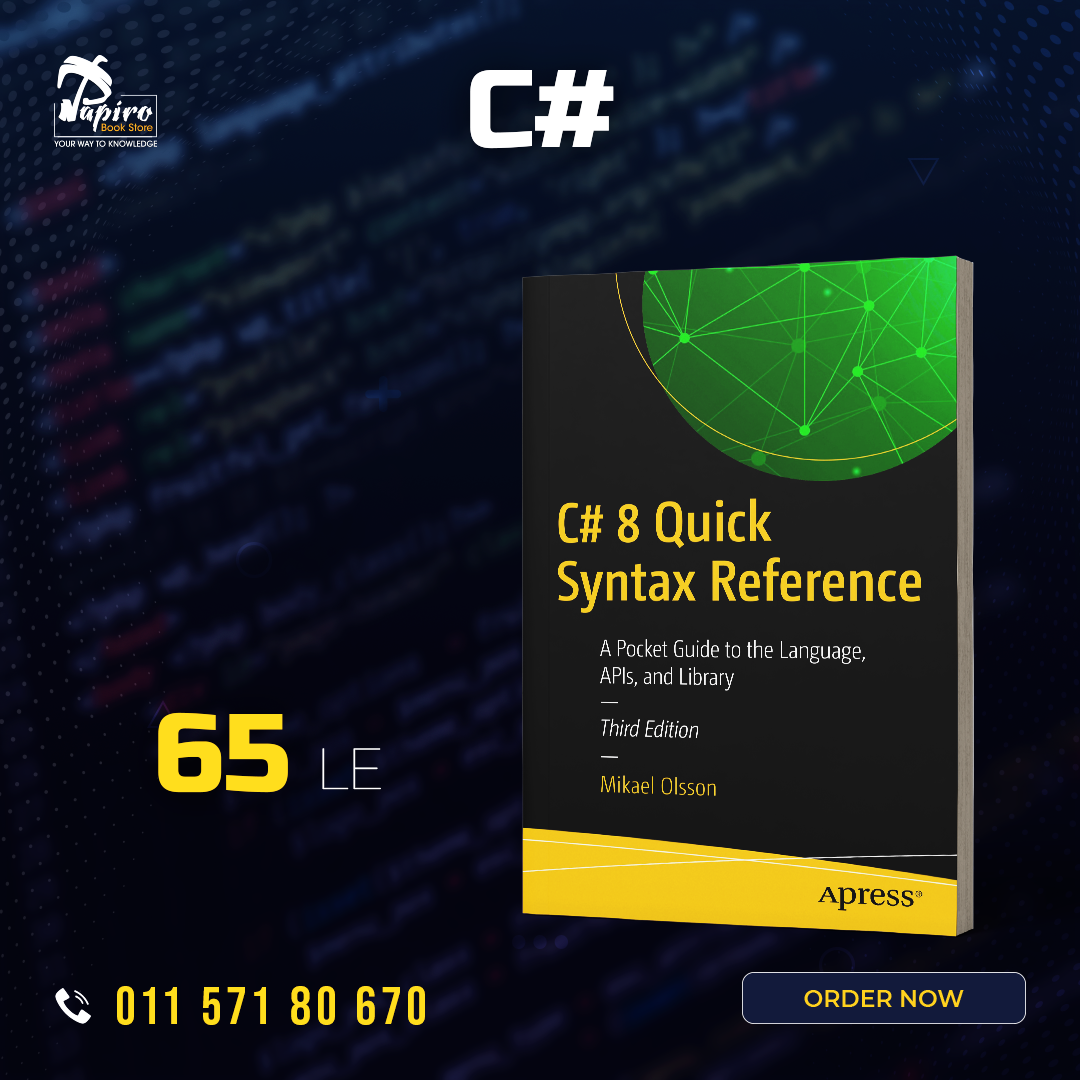 Papiro
Book Store
YOUR WAY TO KNOWLEDGE
C#
C# 8 Quick
Syntax Reference
A Pocket Guide to the Language,
APIs, and Library
—
Third Edition
—
Mikael Olsson
Apress®
65 LE
011 571 80 670
ORDER NOW